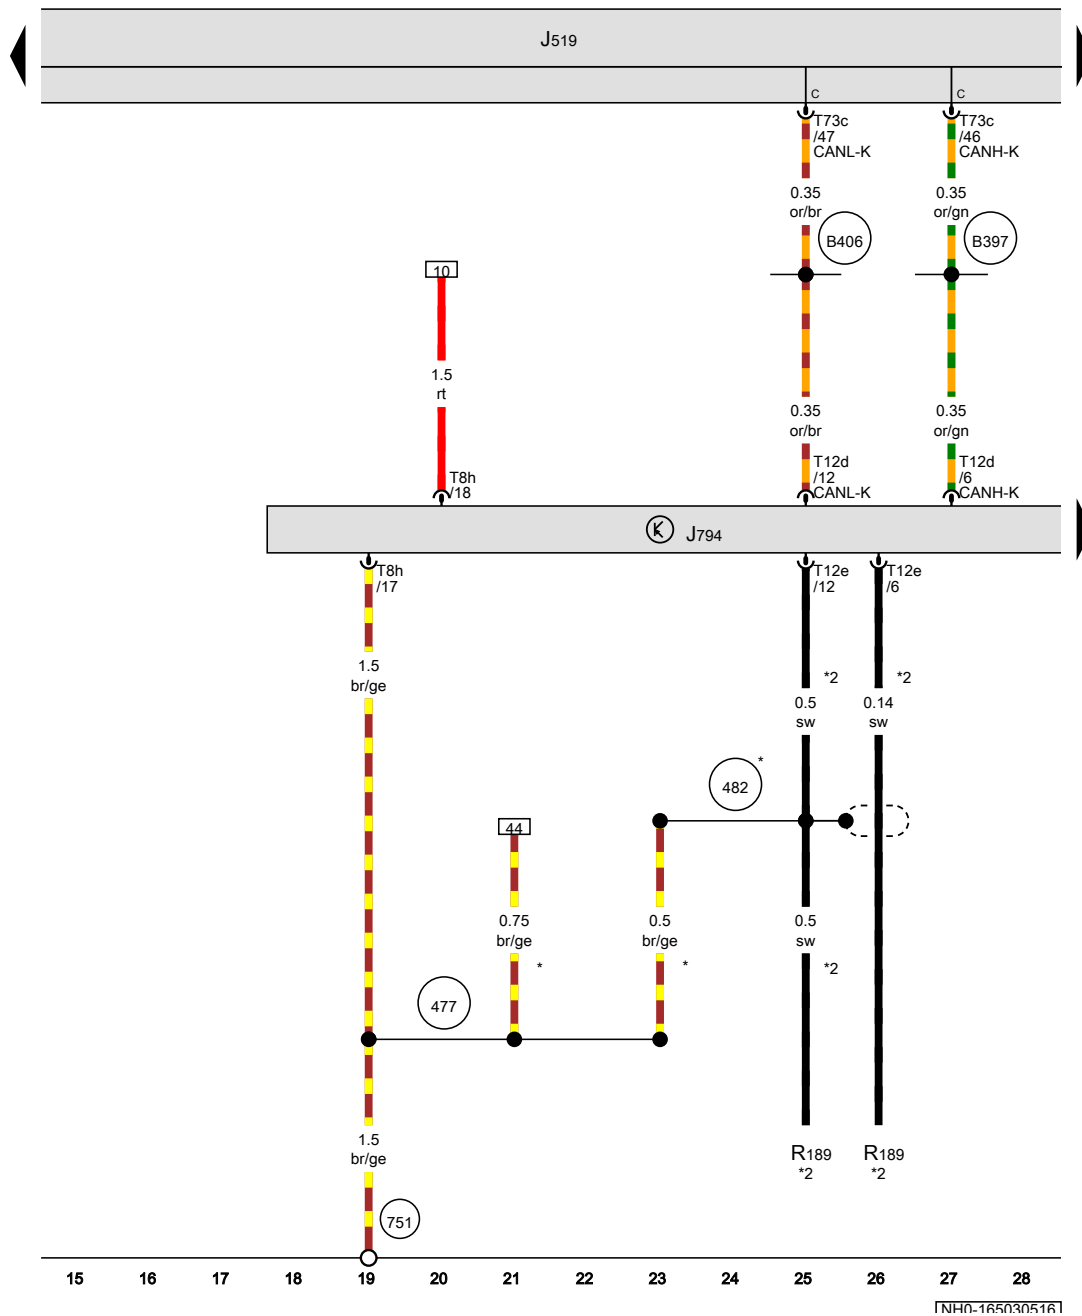 J519
C
C
T73c
/47
CANL-K
T73c
/46
CANH-K
0.35
or/br
0.35
or/gn
B406
B397
10
1.5
rt
0.35
or/br
0.35
or/gn
T8h
/18
T12d
/12
CANL-K
T12d
/6
CANH-K
K J794
T8h
/17
T12e
/12
T12e
/6
1.5
br/ge
*2
*2
0.5
sw
0.14
sw
*
482
44
0.75
br/ge
*
0.5
br/ge
*
0.5
sw
*2
477
1.5
br/ge
R189
*2
R189
*2
751
15 16 17 18 19 20 21 22 23 24 25 26 27 28
NH0-165030516